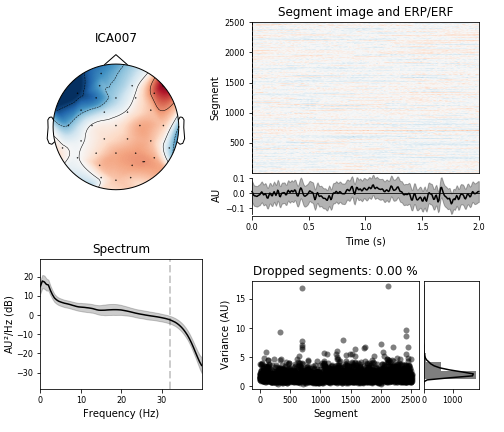 ICA007
Segment image and ERP/ERF
2500
2000
1500
1000
500
Segment
0.1
0.0
−0.1
AU
0.0 0.5 1.0 1.5 2.0
Time (s)
Spectrum
20
10
0
−10
−20
−30
AU²/Hz (dB)
0 10 20 30
Frequency (Hz)
Dropped segments: 0.00 %
15
10
5
0
Variance (AU)
0 500 1000 1500 2000 2500
Segment
0 1000